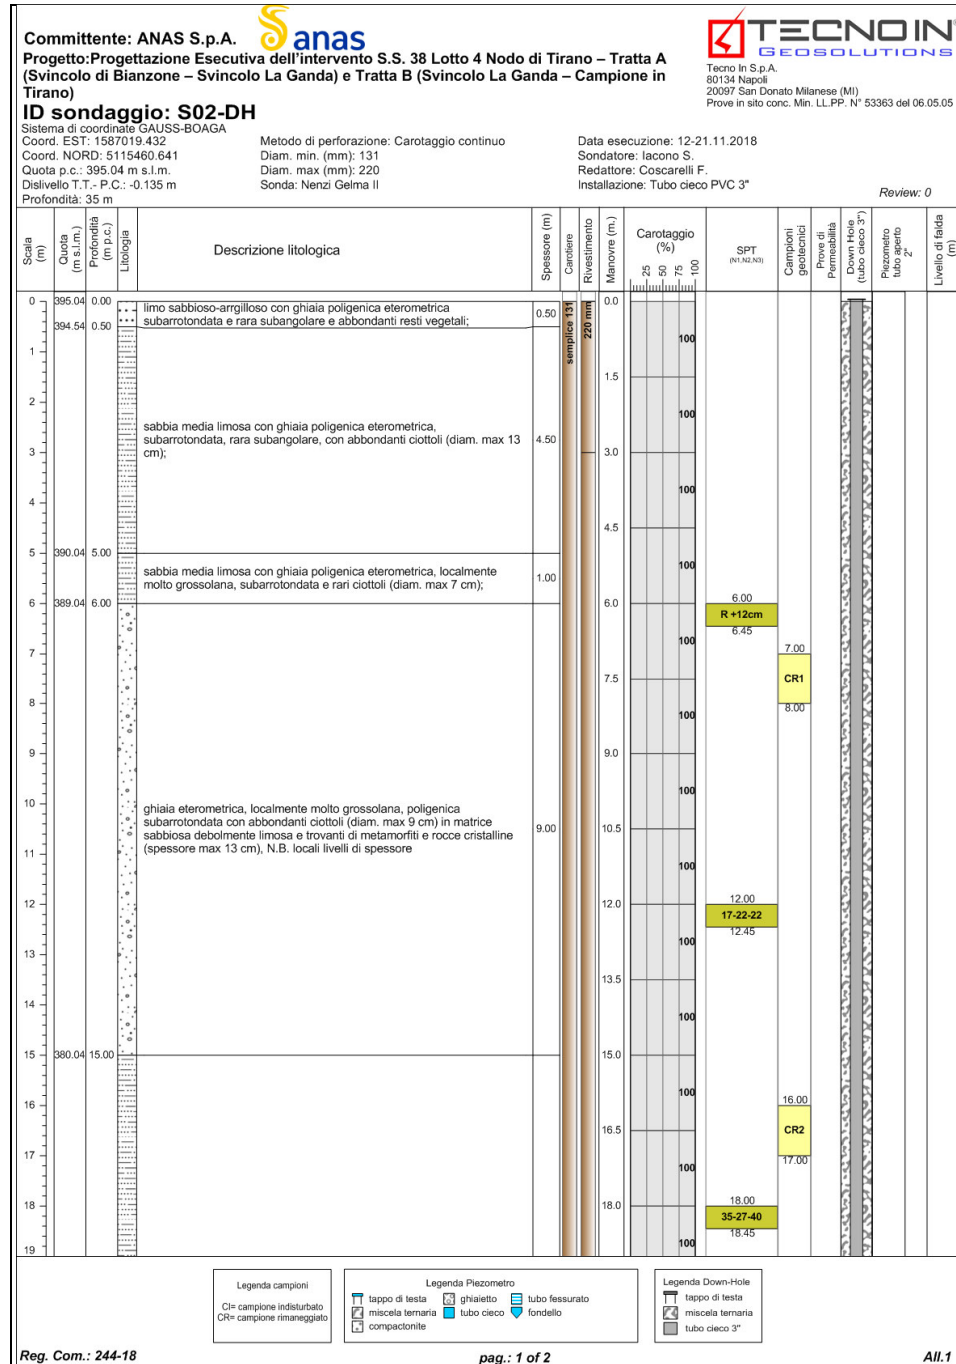 Committente: ANAS S.p.A.
anas
TECNOIN
GEOSOLUTIONS
Progetto:Progettazione Esecutiva dell'intervento S.S. 38 Lotto 4 Nodo di Tirano – Tratta A
(Svincolo di Bianzone – Svincolo La Ganda) e Tratta B (Svincolo La Ganda – Campione in
Tirano)
Tecno In S.p.A.
80134 Napoli
20097 San Donato Milanese (MI)
Prove in sito conc. Min. LL.PP. N° 53363 del 06.05.05
ID sondaggio: S02-DH
Sistema di coordinate GAUSS-BOAGA
Coord. EST: 1587019.432
Coord. NORD: 5115460.641
Quota p.c.: 395.04 m s.l.m.
Dislivello T.T.- P.C.: -0.135 m
Profondità: 35 m
Metodo di perforazione: Carotaggio continuo
Diam. min. (mm): 131
Diam. max (mm): 220
Sonda: Nenzi Gelma II
Data esecuzione: 12-21.11.2018
Sondatore: Iacono S.
Redattore: Coscarelli F.
Installazione: Tubo cieco PVC 3"
Review: 0
Scala
(m)
Quota
(m s.l.m.)
Profondità
(m p.c.)
Litologia
Descrizione litologica
Spessore (m)
Carotiere
Rivestimento
Manovre (m.)
Carotaggio
(%)
25
50
75
100
SPT
(N1,N2,N3)
Campioni
geotecnici
Prove di
Permeabilità
Down Hole
(tubo cieco 3")
Piezometro
tubo aperto
2"
Livello di falda
(m)
0 395.04 0.00
limo sabbioso-arrgilloso con ghiaia poligenica eterometrica
subarrotondata e rara subangolare e abbondanti resti vegetali;
0.50
semplice 131
220 mm
0.0
394.54 0.50
100
1
1.5
2
100
sabbia media limosa con ghiaia poligenica eterometrica,
subarrotondata, rara subangolare, con abbondanti ciottoli (diam. max 13
cm);
4.50
3
3.0
100
4
4.5
5 390.04 5.00
100
sabbia media limosa con ghiaia poligenica eterometrica, localmente
molto grossolana, subarrotondata e rari ciottoli (diam. max 7 cm);
1.00
6 389.04 6.00
6.0
6.00
R +12cm
6.45
100
7
7.00
CR1
8.00
7.5
8
100
9
9.0
100
10
ghiaia eterometrica, localmente molto grossolana, poligenica
subarrotondata con abbondanti ciottoli (diam. max 9 cm) in matrice
sabbiosa debolmente limosa e trovanti di metamorfiti e rocce cristalline
(spessore max 13 cm), N.B. locali livelli di spessore
9.00
10.5
11
100
12
12.0
12.00
17-22-22
12.45
100
13
13.5
14
100
15 380.04 15.00
15.0
100
16
16.00
CR2
17.00
16.5
17
100
18
18.0
18.00
35-27-40
18.45
100
19
Legenda campioni
CI= campione indisturbato
CR= campione rimaneggiato
Legenda Piezometro
tappo di testa
ghiaietto
tubo fessurato
miscela ternaria
tubo cieco
fondello
compactonite
Legenda Down-Hole
tappo di testa
miscela ternaria
tubo cieco 3"
Reg. Com.: 244-18
pag.: 1 of 2
All.1